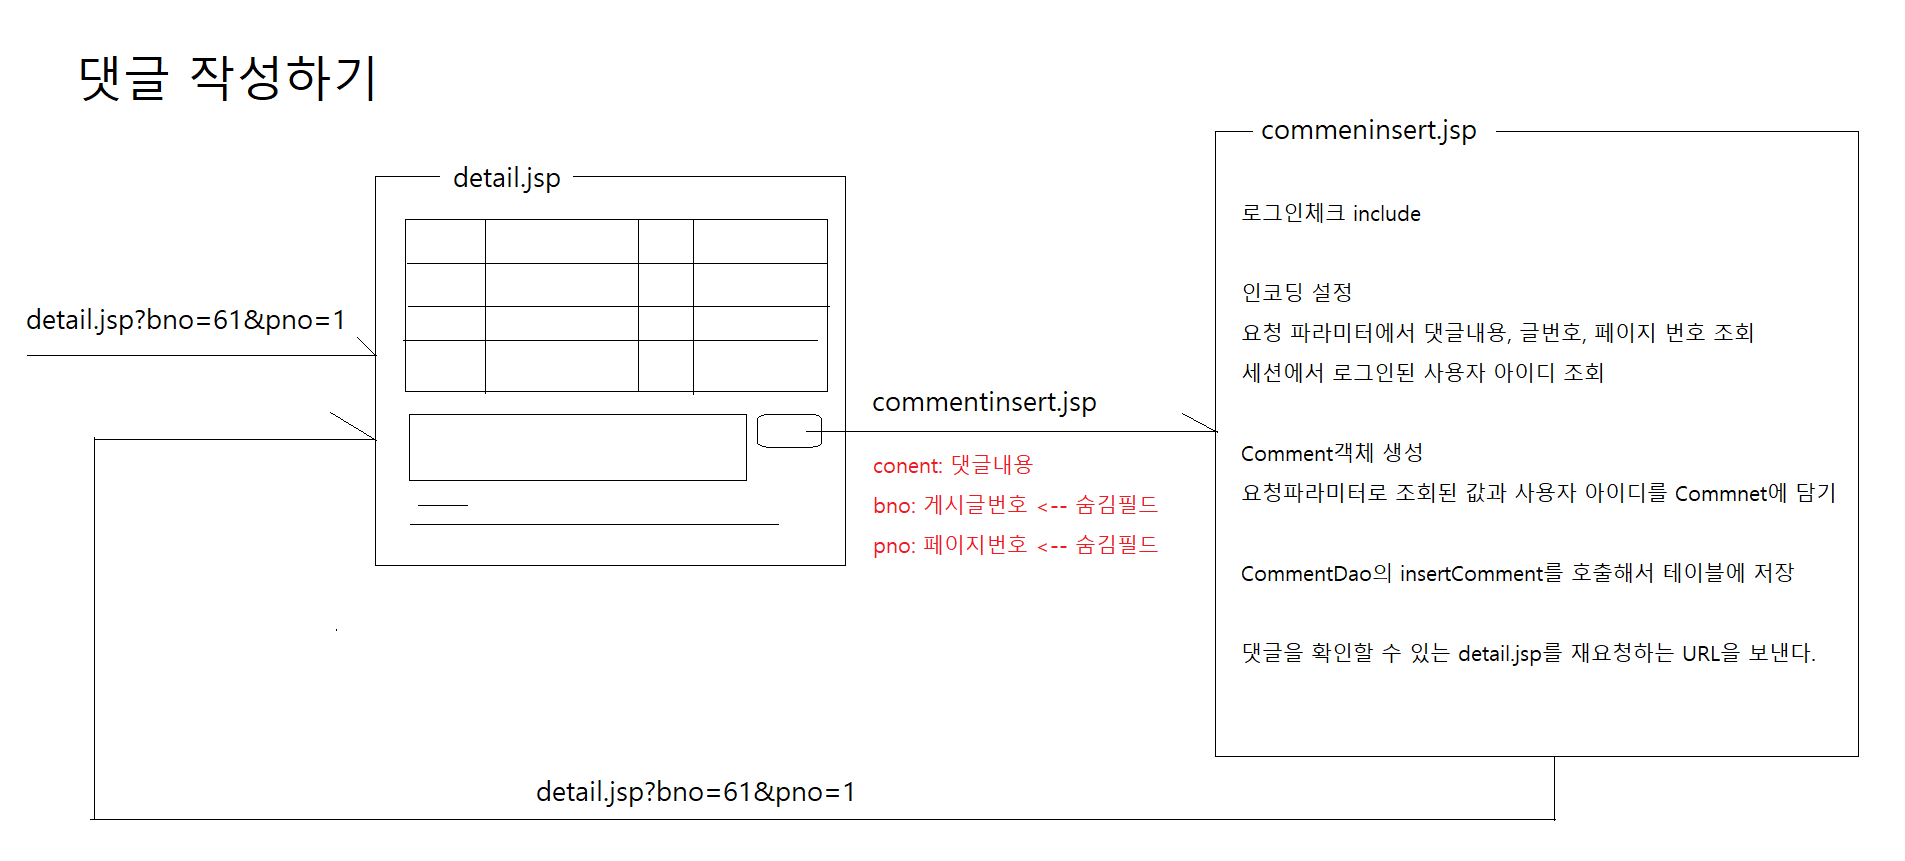 댓글 작성하기
detail.jsp?bno=61&pno=1
detail.jsp
commentinsert.jsp
conent: 댓글내용
bno: 게시글번호 <-- 숨김필드
pno: 페이지번호 <-- 숨김필드
commeninsert.jsp
로그인체크 include
인코딩 설정
요청 파라미터에서 댓글내용, 글번호, 페이지 번호 조회
세션에서 로그인된 사용자 아이디 조회
Comment객체 생성
요청파라미터로 조회된 값과 사용자 아이디를 Commnet에 담기
CommentDao의 insertComment를 호출해서 테이블에 저장
댓글을 확인할 수 있는 detail.jsp를 재요청하는 URL을 보낸다.
detail.jsp?bno=61&pno=1